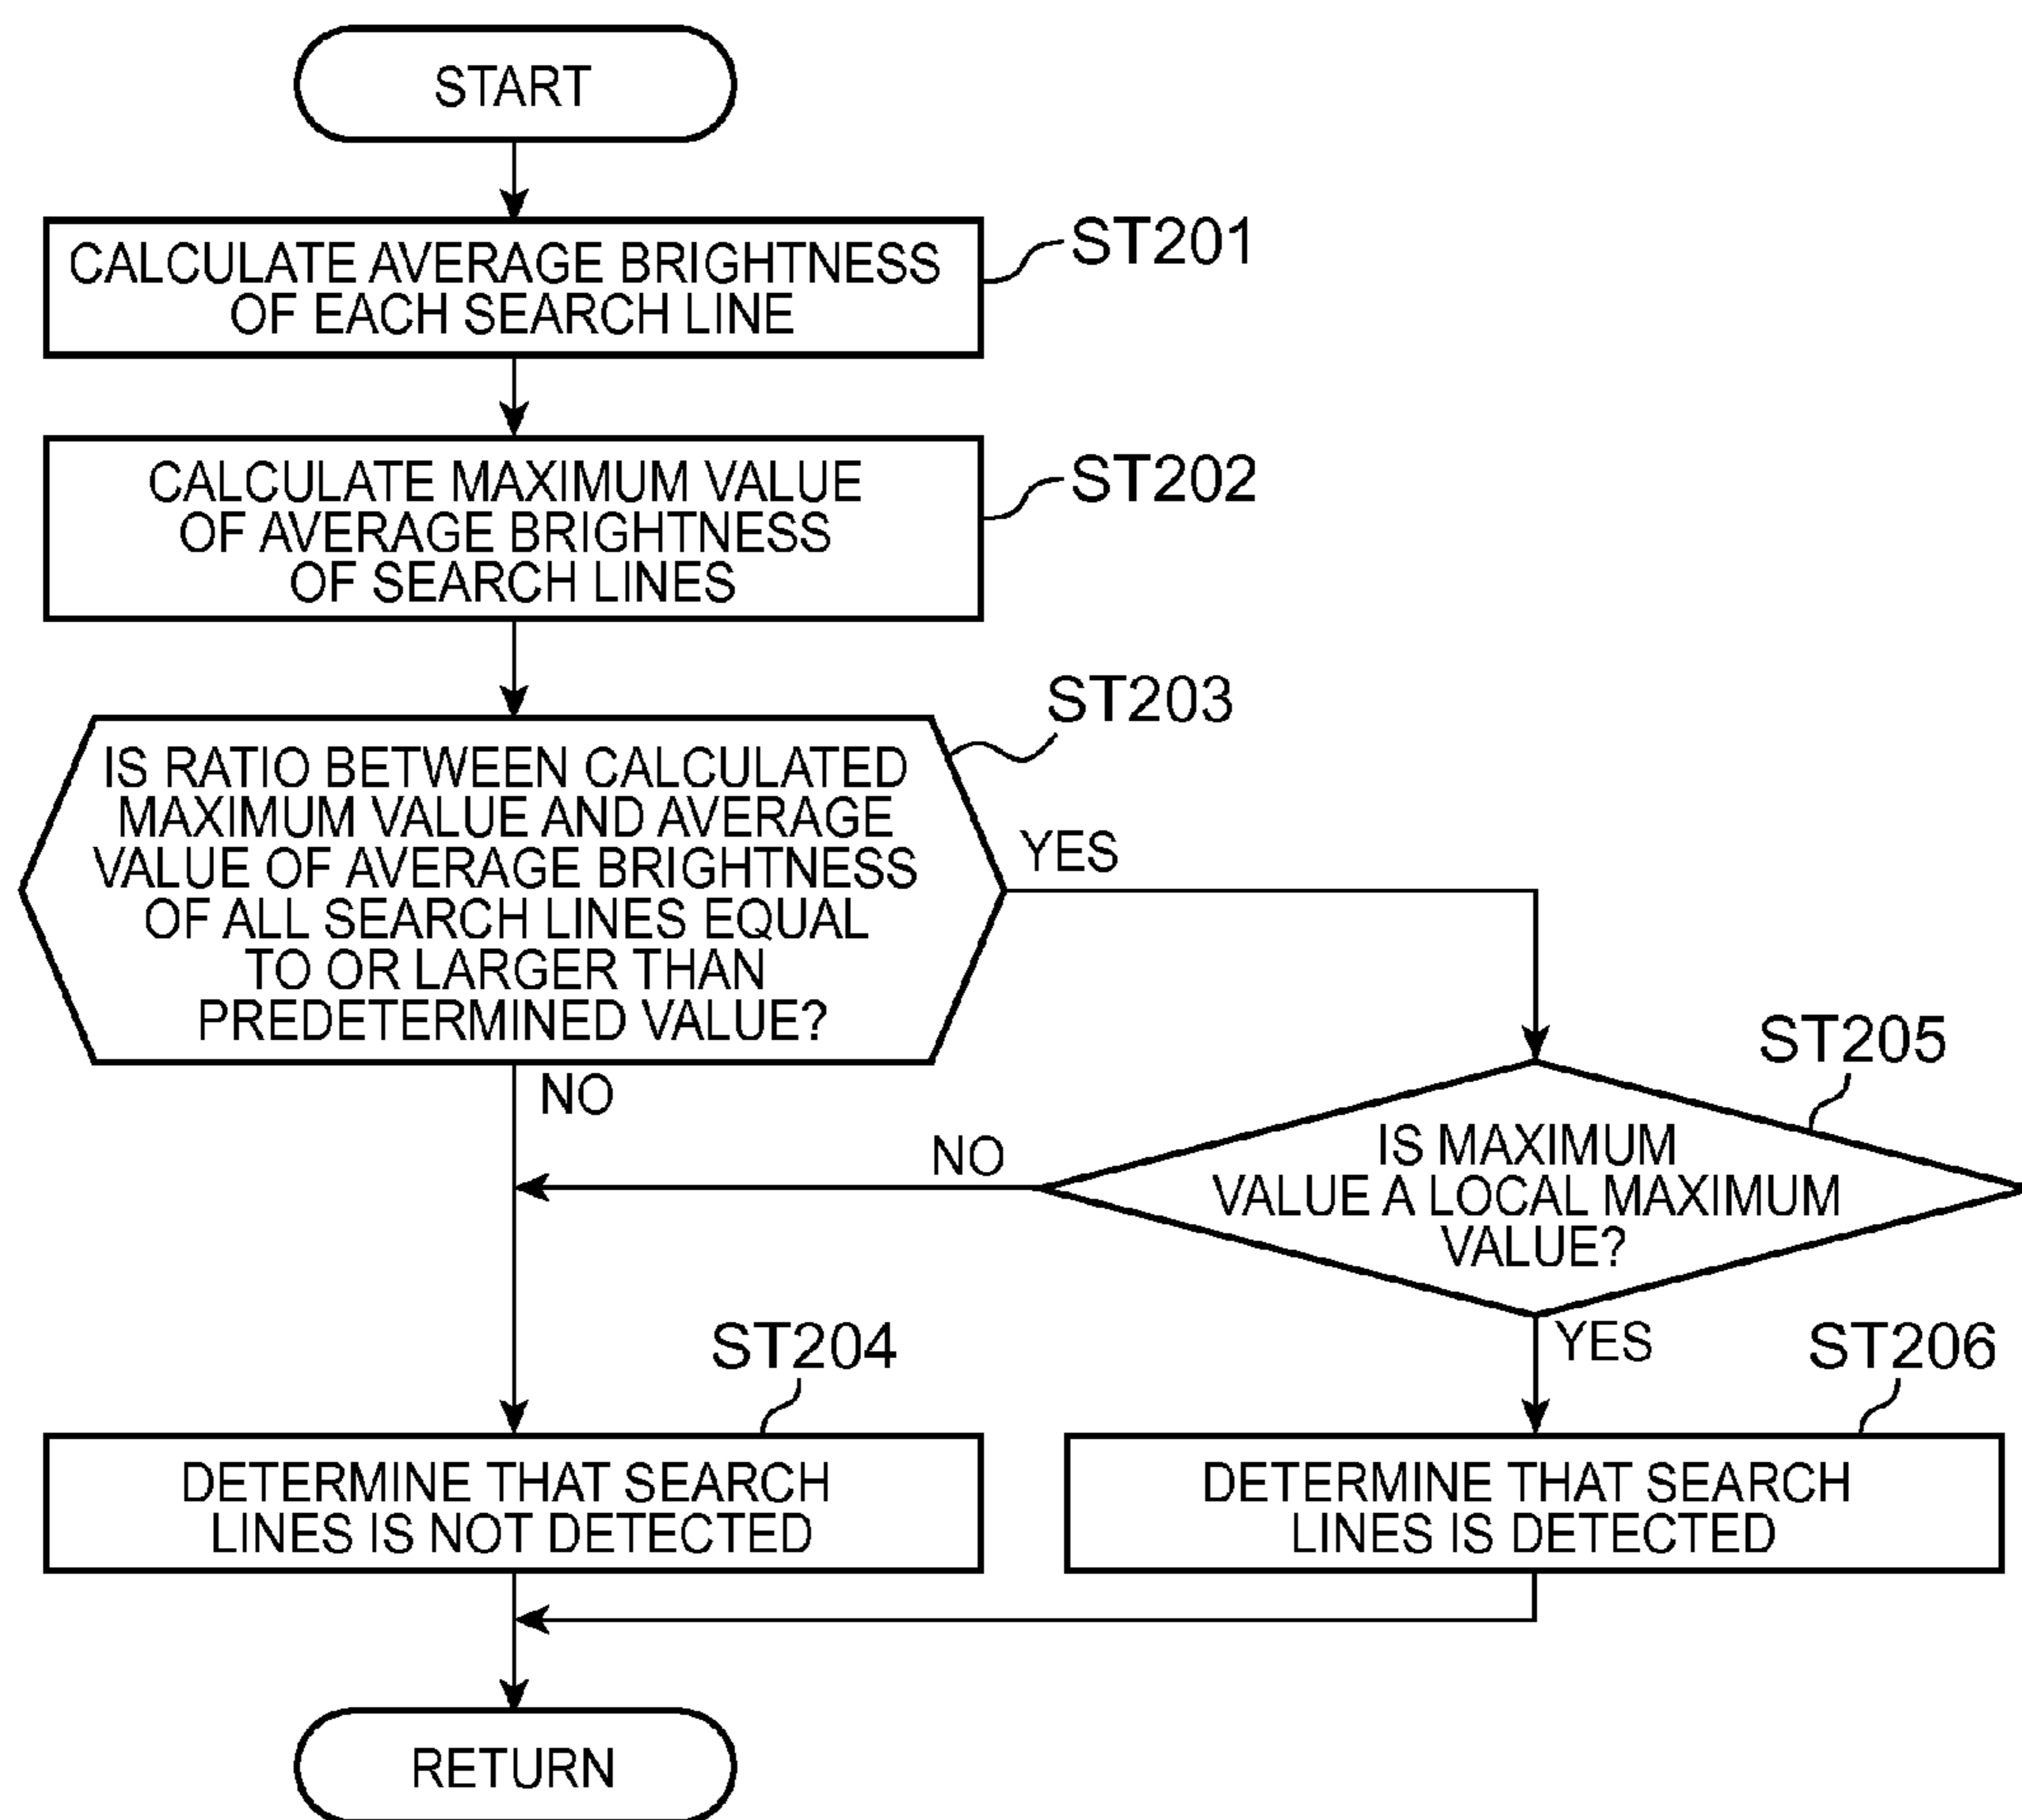 START
CALCULATE AVERAGE BRIGHTNESS
OF EACH SEARCH LINE
ST201
CALCULATE MAXIMUM VALUE
OF AVERAGE BRIGHTNESS
OF SEARCH LINES
ST202
ST203
IS RATIO BETWEEN CALCULATED
MAXIMUM VALUE AND AVERAGE
VALUE OF AVERAGE BRIGHTNESS
OF ALL SEARCH LINES EQUAL
TO OR LARGER THAN
PREDETERMINED VALUE?
YES
NO
ST205
IS MAXIMUM
VALUE A LOCAL MAXIMUM
VALUE?
NO
YES
ST204
DETERMINE THAT SEARCH
LINES IS NOT DETECTED
ST206
DETERMINE THAT SEARCH
LINES IS DETECTED
RETURN